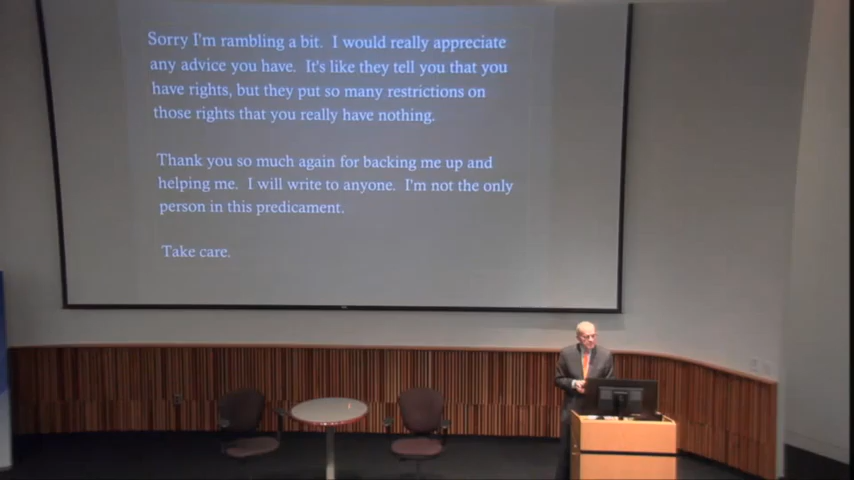 Sorry I'm rambling a bit. I would really appreciate
any advice you have. It's like they tell you that you
have rights, but they put so many restrictions on
those rights that you really have nothing.
Thank you so much again for backing me up and
helping me. I will write to anyone. I'm not the only
person in this predicament.
Take care.